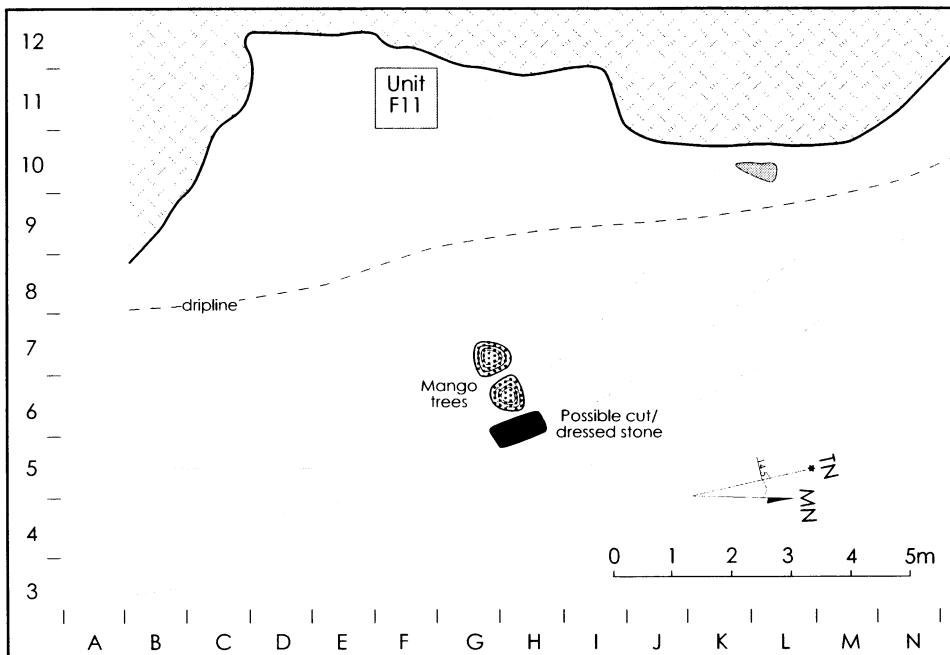 12
Unit
F11
11
10
9
8
dripline
7
Mango
trees
6
Possible cut/
dressed stone
5
14.5°
TN
MN
4
0 1 2 3 4 5m
3
A B C D E F G H I J K L M N